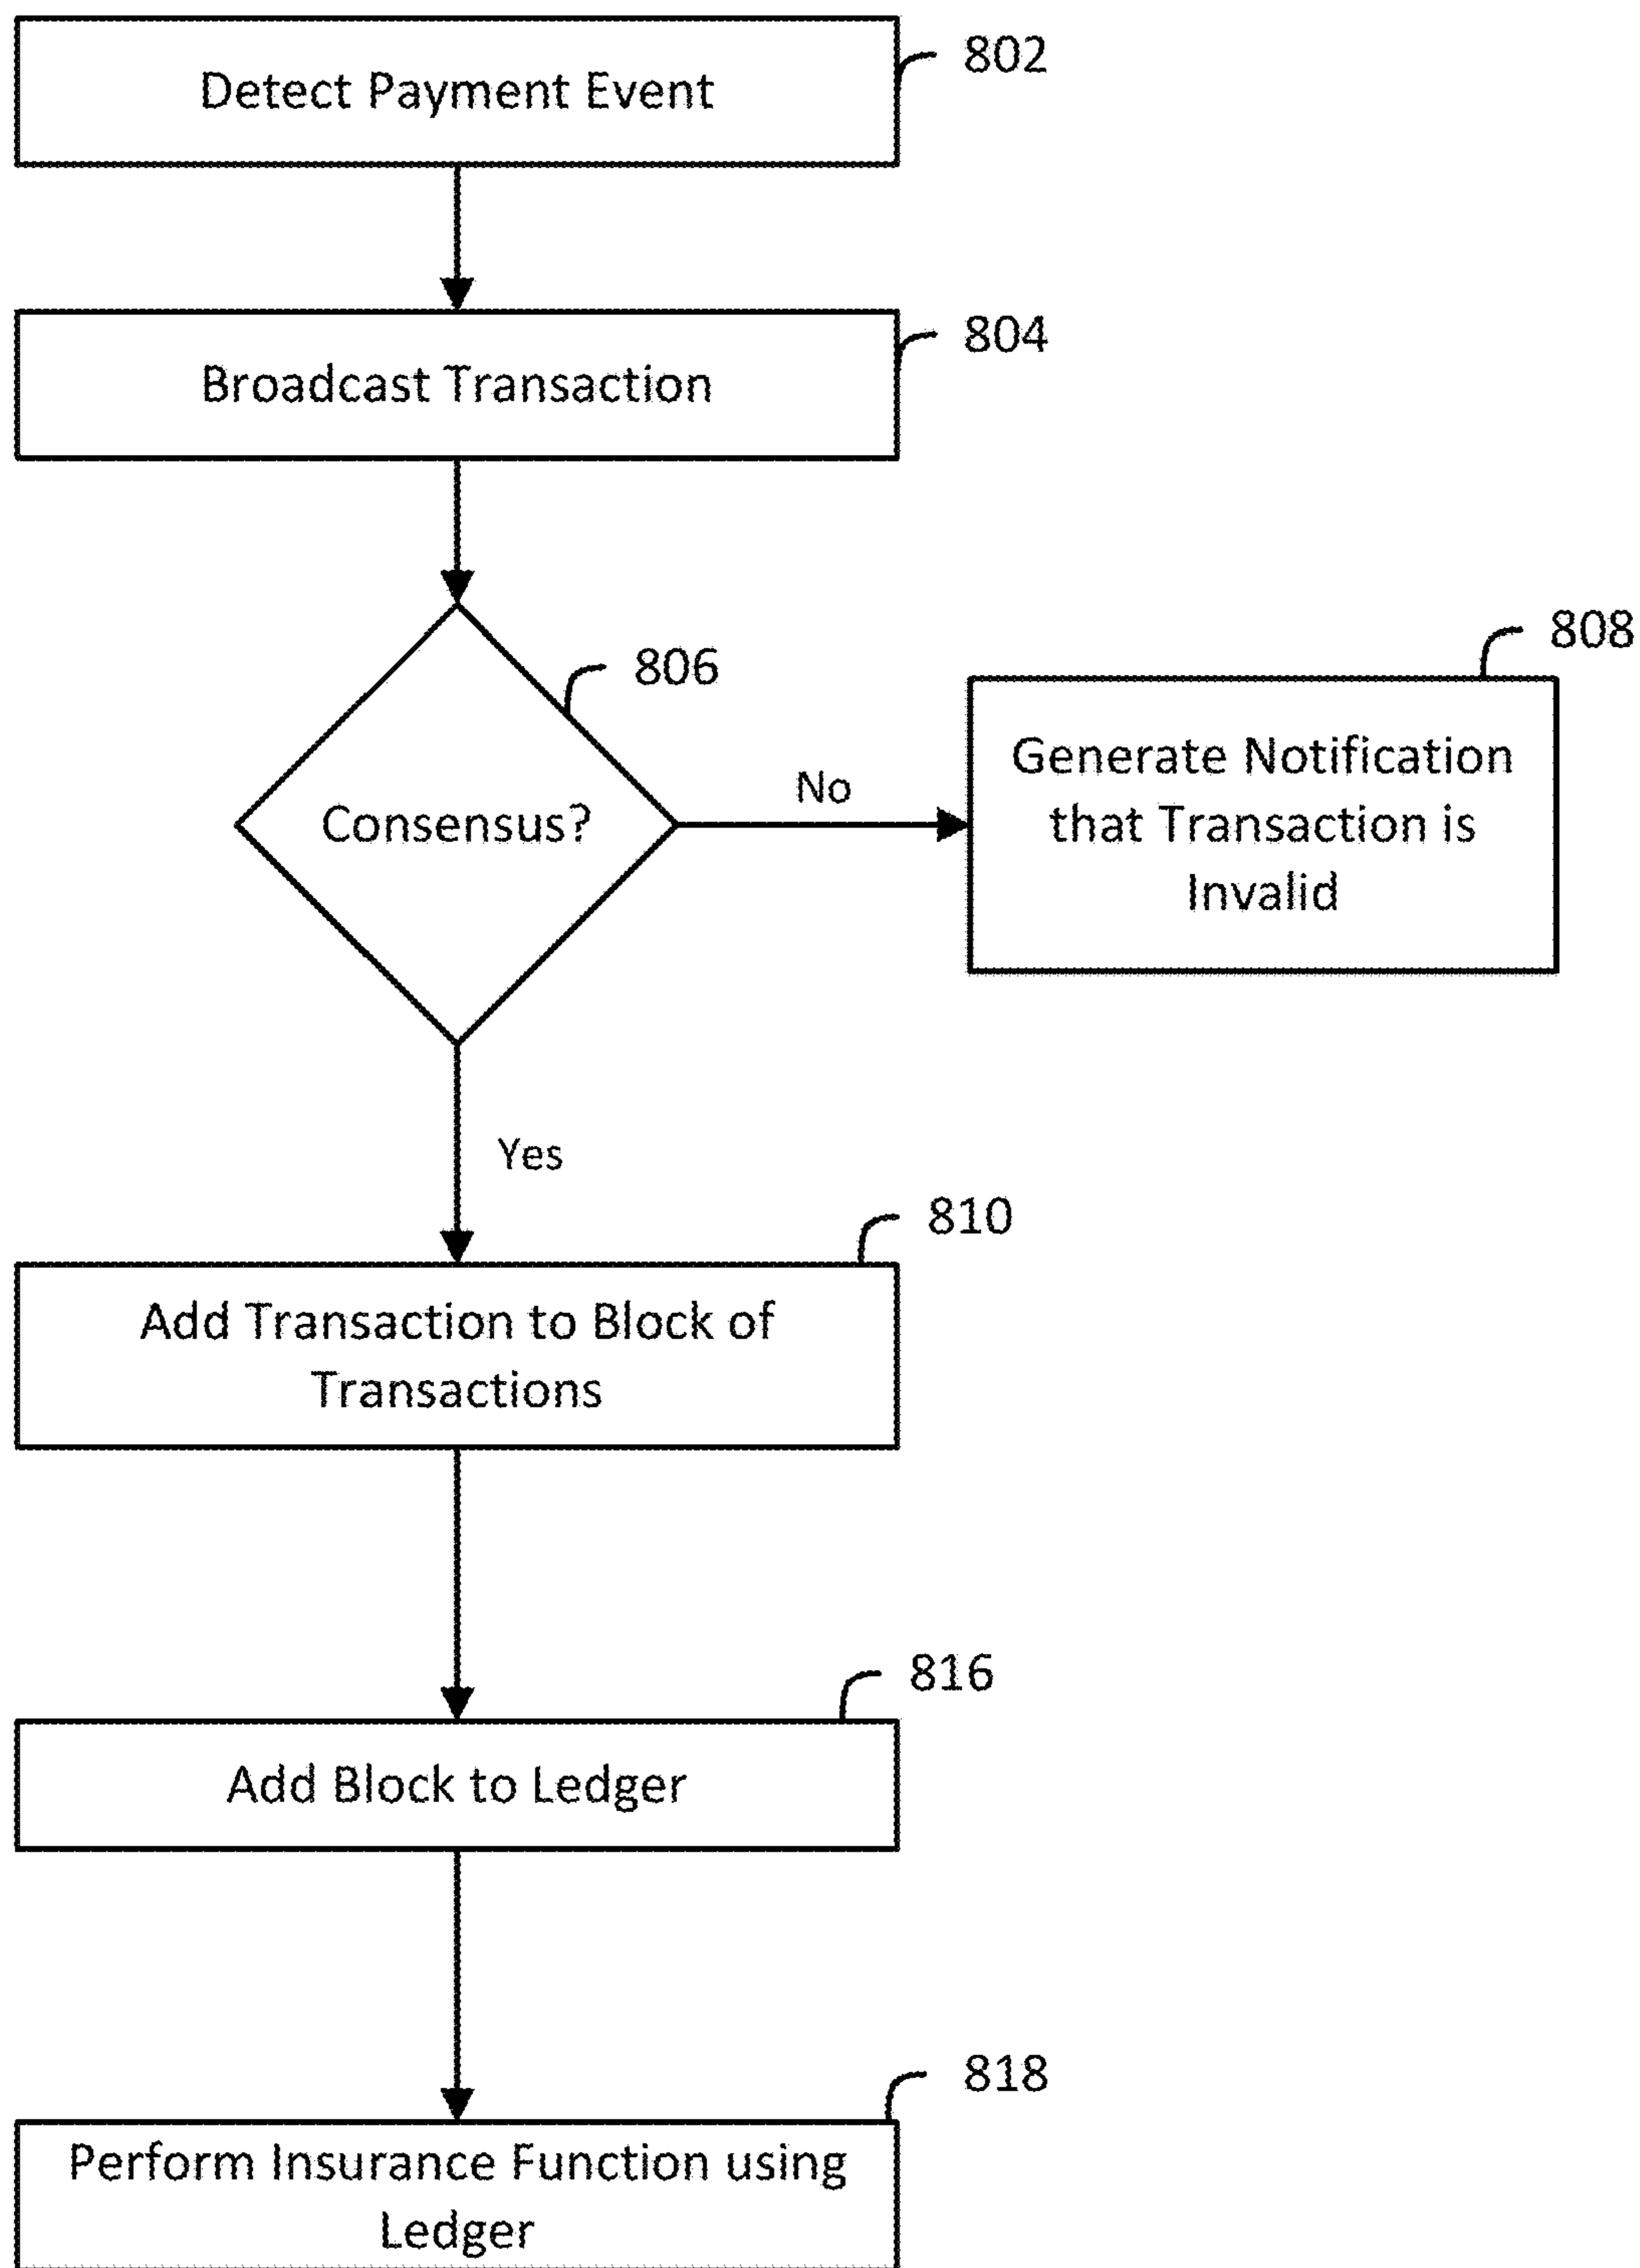 802
Detect Payment Event
804
Broadcast Transaction
806
808
Consensus?
No
Generate Notification
that Transaction is
Invalid
Yes
810
Add Transaction to Block of
Transactions
816
Add Block to Ledger
818
Perform Insurance Function using
Ledger